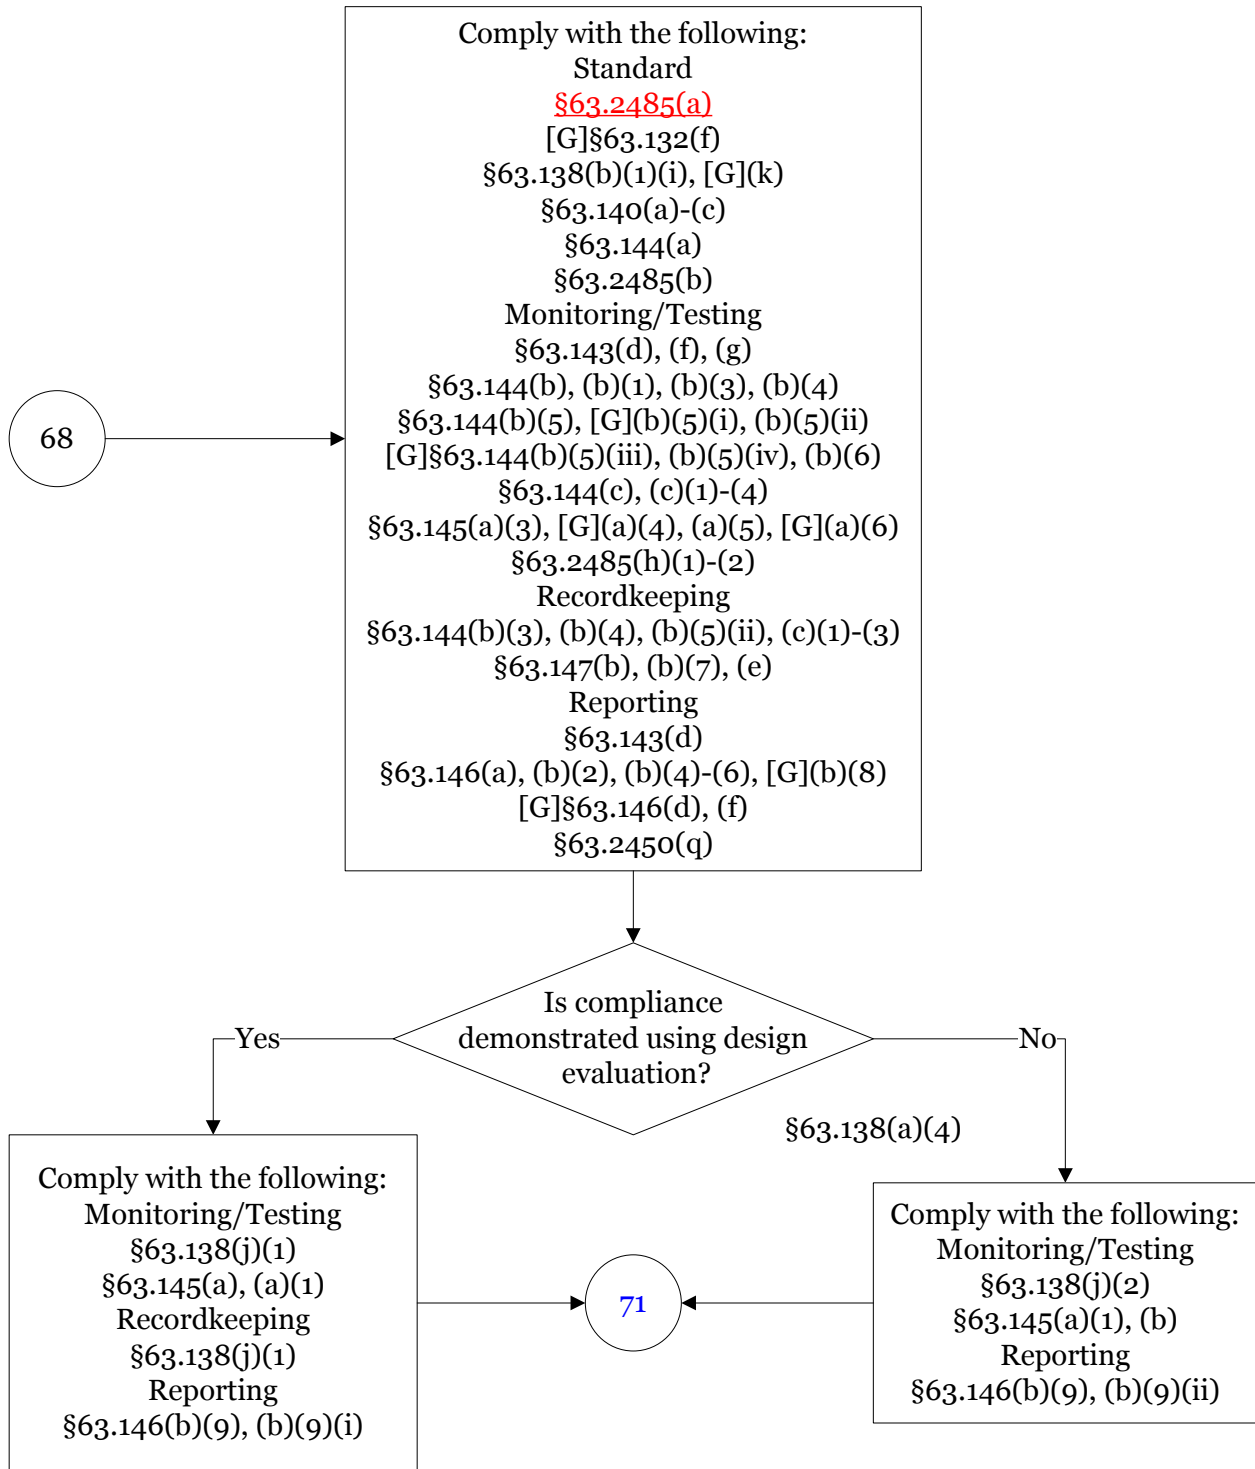 Comply with the following:
Standard
§63.2485(a)
[G]§63.132(f)
§63.138(b)(1)(i), [G](k)
§63.140(a)-(c)
§63.144(a)
§63.2485(b)
Monitoring/Testing
§63.143(d), (f), (g)
§63.144(b), (b)(1), (b)(3), (b)(4)
§63.144(b)(5), [G](b)(5)(i), (b)(5)(ii)
[G]§63.144(b)(5)(iii), (b)(5)(iv), (b)(6)
§63.144(c), (c)(1)-(4)
§63.145(a)(3), [G](a)(4), (a)(5), [G](a)(6)
§63.2485(h)(1)-(2)
Recordkeeping
§63.144(b)(3), (b)(4), (b)(5)(ii), (c)(1)-(3)
§63.147(b), (b)(7), (e)
Reporting
§63.143(d)
§63.146(a), (b)(2), (b)(4)-(6), [G](b)(8)
[G]§63.146(d), (f)
§63.2450(q)
68
Is compliance
demonstrated using design
evaluation?
Yes
No
§63.138(a)(4)
Comply with the following:
Monitoring/Testing
§63.138(j)(1)
§63.145(a), (a)(1)
Recordkeeping
§63.138(j)(1)
Reporting
§63.146(b)(9), (b)(9)(i)
71
Comply with the following:
Monitoring/Testing
§63.138(j)(2)
§63.145(a)(1), (b)
Reporting
§63.146(b)(9), (b)(9)(ii)